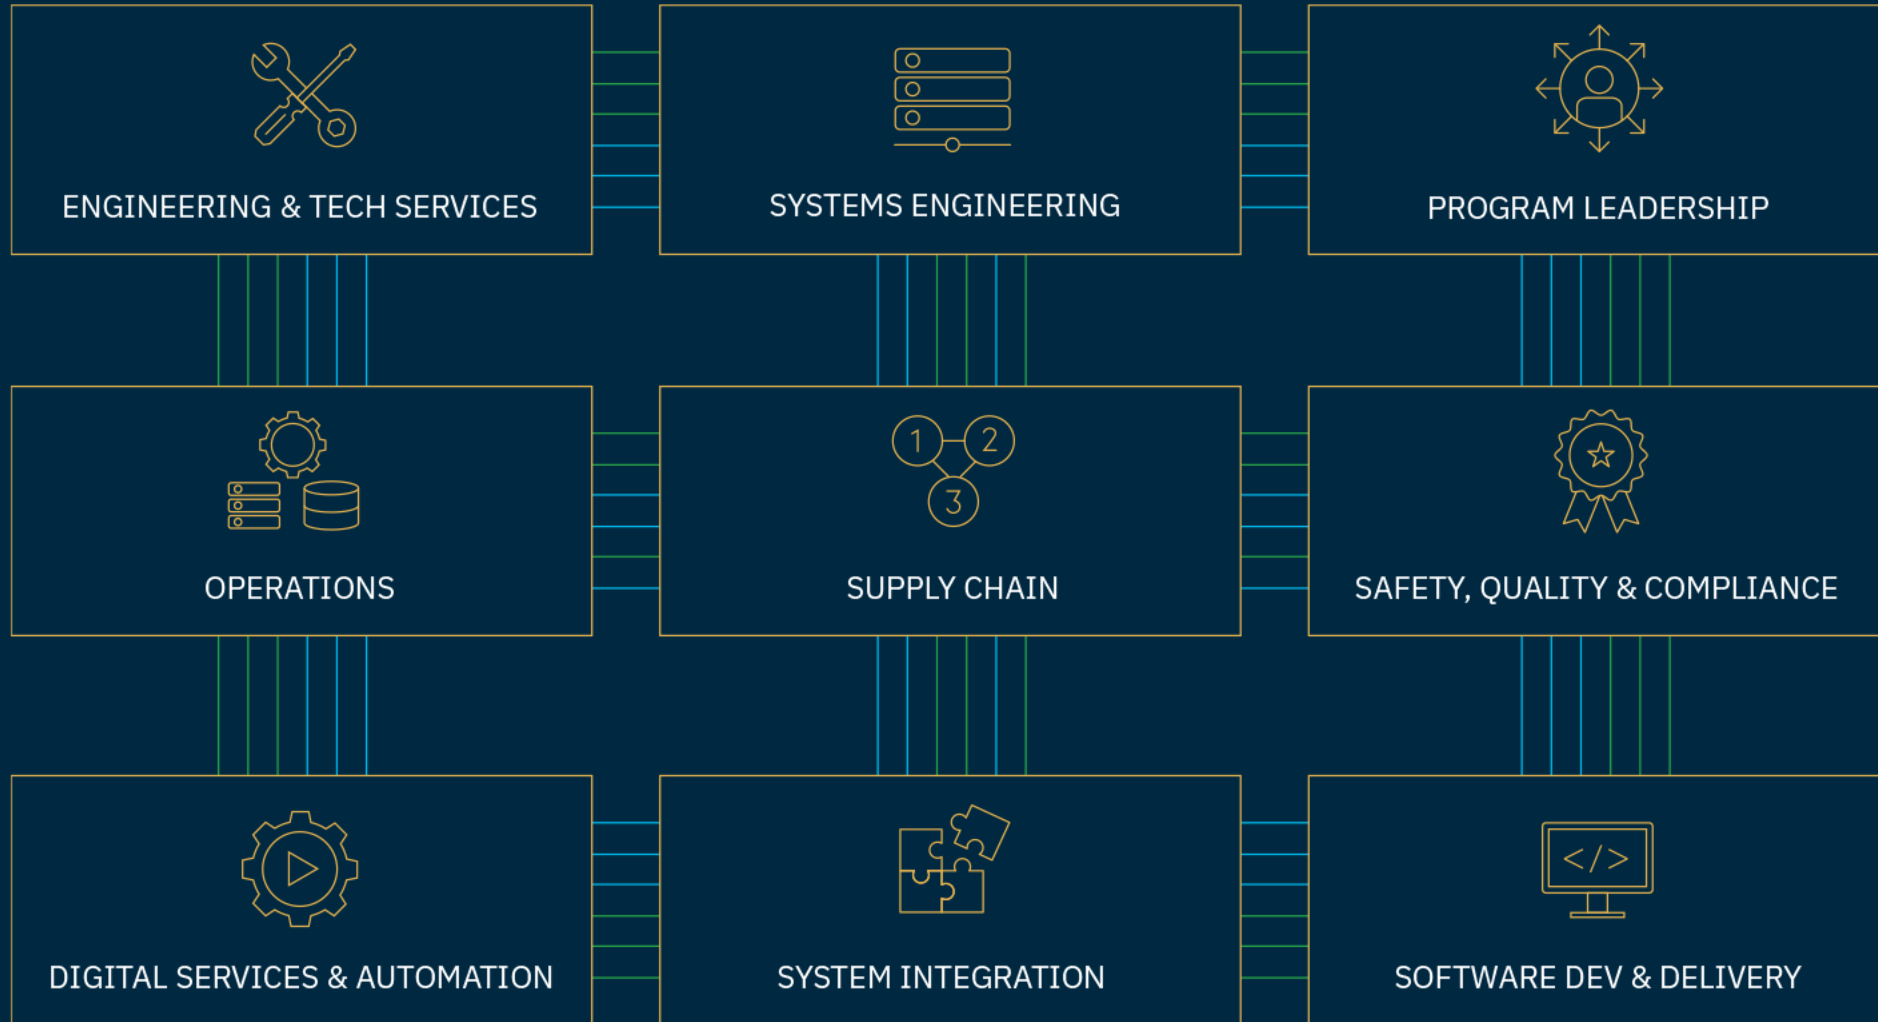 ENGINEERING & TECH SERVICES
SYSTEMS ENGINEERING
PROGRAM LEADERSHIP
1
2
3
OPERATIONS
SUPPLY CHAIN
SAFETY, QUALITY & COMPLIANCE
</>
DIGITAL SERVICES & AUTOMATION
SYSTEM INTEGRATION
SOFTWARE DEV & DELIVERY